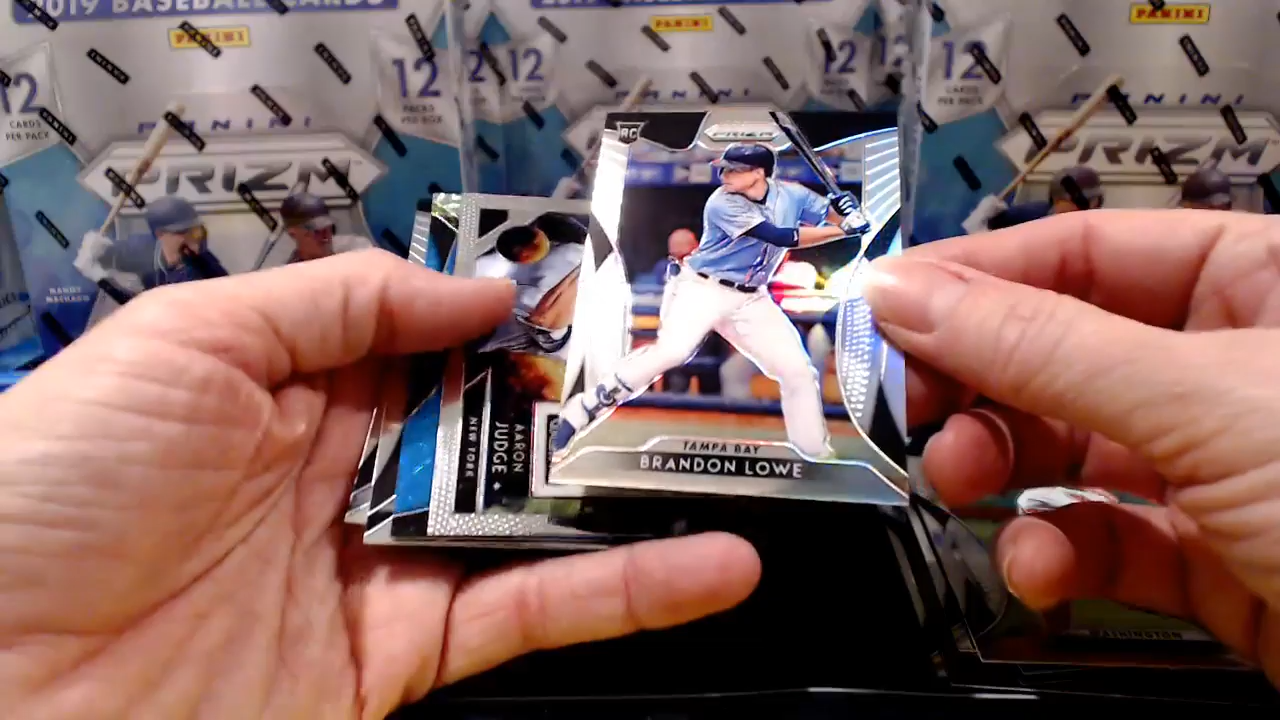 2019 BASEBALL CARDS
PANINI
PANINI
PANINI
12
CARDS
PER PACK
12
PACKS
PER BOX
12
12
12
12
CARDS
PER PACK
PANINI
PANINI
PRIZM
PRIZM
MANNY
MACHADO
RC
PRIZM
TAMPA BAY
BRANDON LOWE
AARON
JUDGE
NEW YORK
WASHINGTON